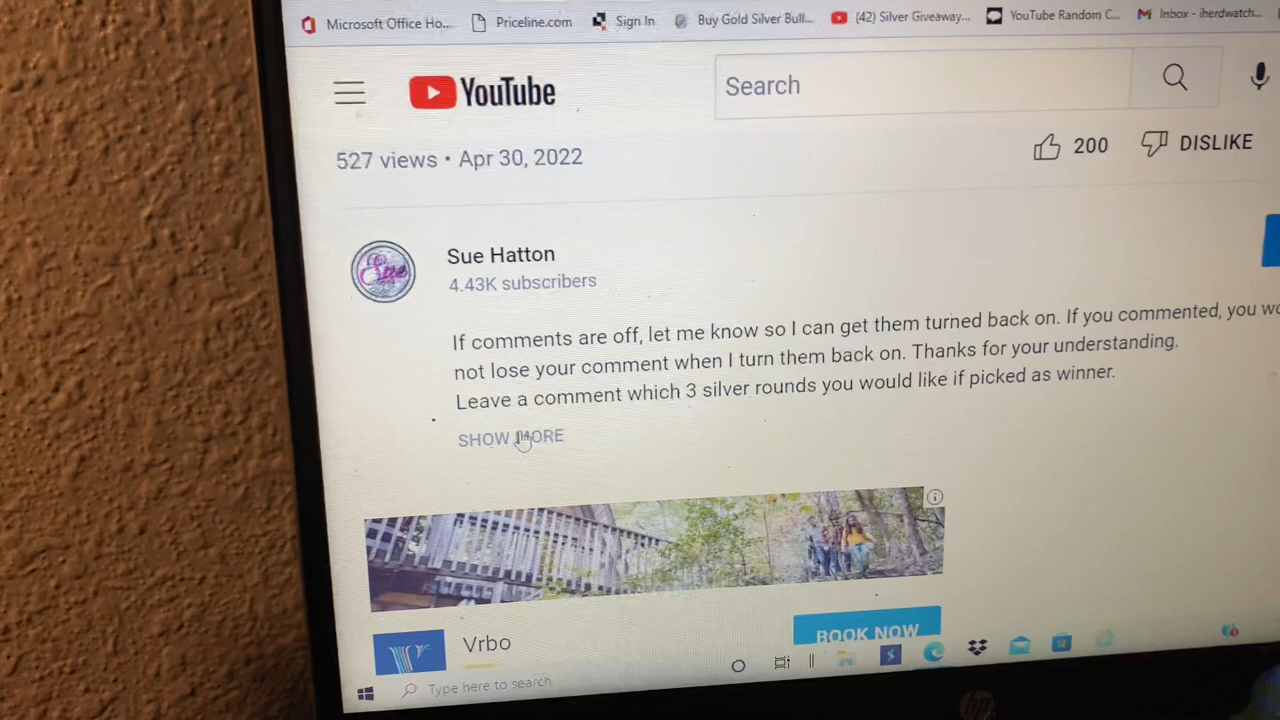 Microsoft Office Ho... Priceline.com Sign In Buy Gold Silver Bull... (42) Silver Giveaway... YouTube Random C... Inbox - iherdwatch...
YouTube Search
527 views • Apr 30, 2022 200 DISLIKE
Sue
Sue Hatton
4.43K subscribers
If comments are off, let me know so I can get them turned back on. If you commented, you wo
not lose your comment when I turn them back on. Thanks for your understanding.
Leave a comment which 3 silver rounds you would like if picked as winner.
SHOW MORE
Vrbo
BOOK NOW
Type here to search
hp